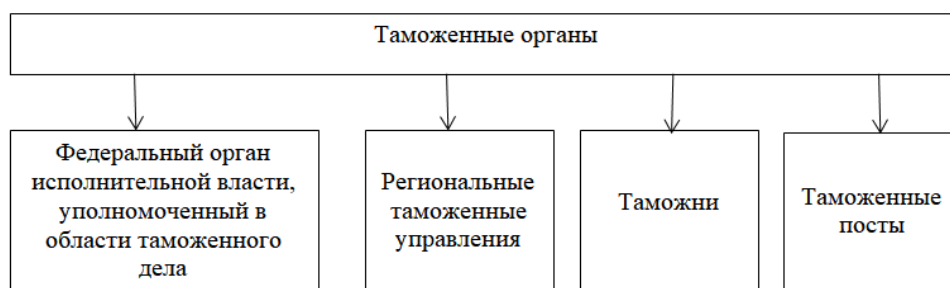 Таможенные органы
Федеральный орган
исполнительной власти,
уполномоченный в
области таможенного
дела
Региональные
таможенные
управления
Таможни
Таможенные
посты